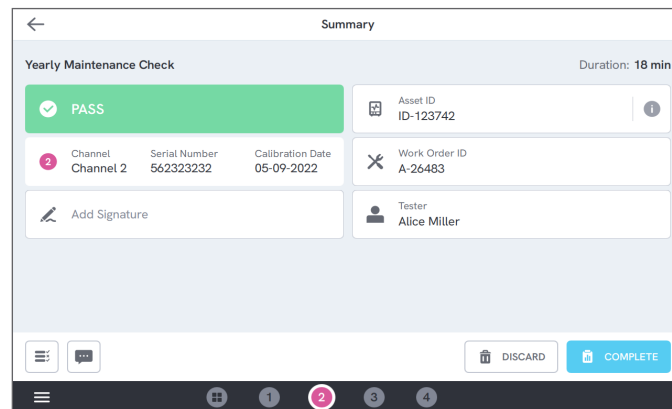 Summary
Yearly Maintenance Check
Duration: 18 min
PASS
Asset ID
ID-123742
2
Channel
Channel 2
Serial Number
562323232
Calibration Date
05-09-2022
Work Order ID
A-26483
Add Signature
Tester
Alice Miller
DISCARD
COMPLETE
1
2
3
4